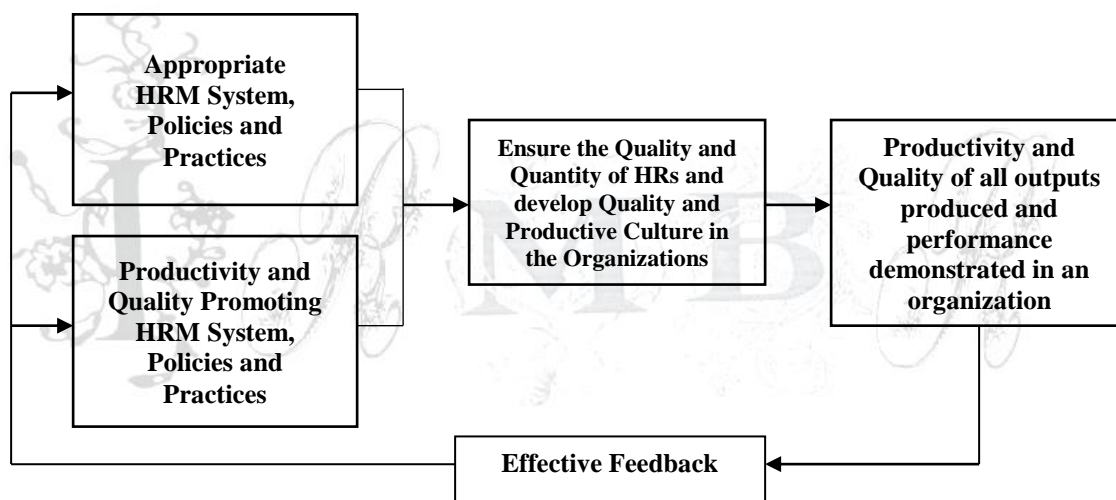 Appropriate
HRM System,
Policies and
Practices
Productivity and
Quality Promoting
HRM System,
Policies and
Practices
Ensure the Quality and
Quantity of HRs and
develop Quality and
Productive Culture in
the Organizations
Productivity and
Quality of all outputs
produced and
performance
demonstrated in an
organization
Effective Feedback